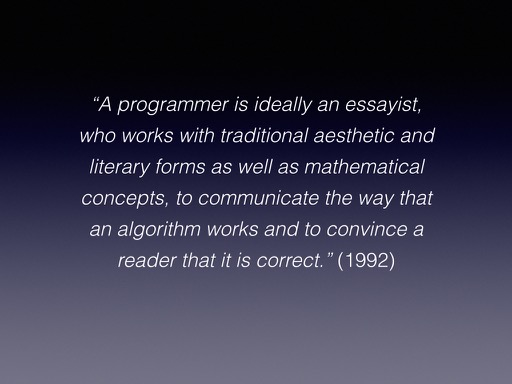 “A programmer is ideally an essayist,
who works with traditional aesthetic and
literary forms as well as mathematical
concepts, to communicate the way that
an algorithm works and to convince a
reader that it is correct.” (1992)